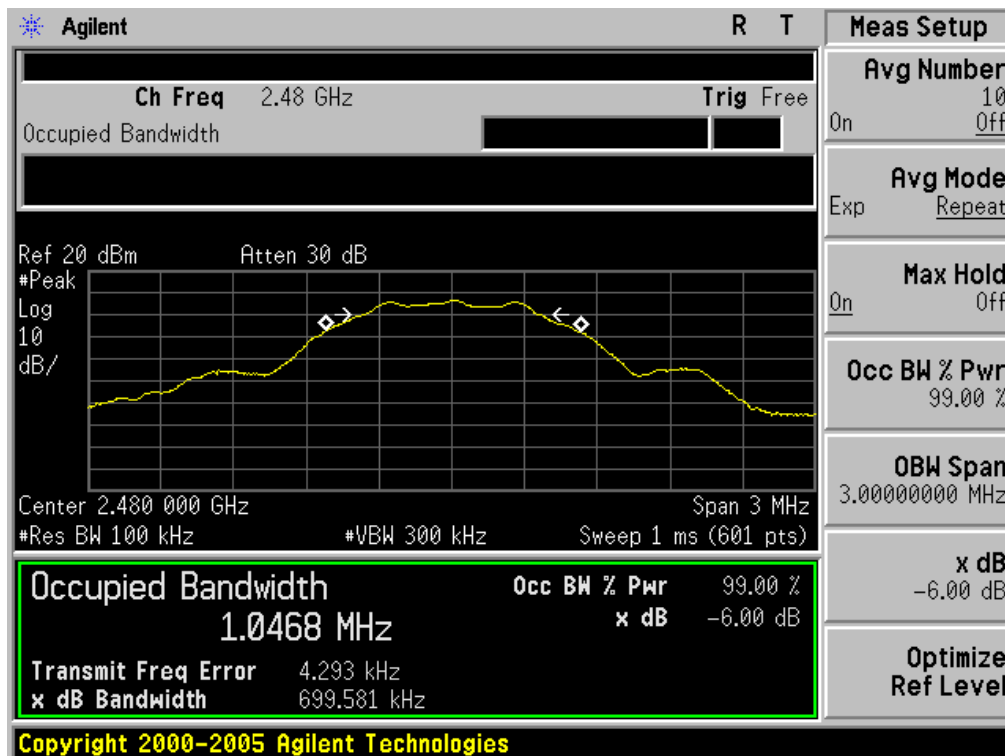 Agilent R T
Ch Freq 2.48 GHz Trig Free
Occupied Bandwidth
Ref 20 dBm Atten 30 dB
#Peak
Log
10
dB/
Center 2.480 000 GHz Span 3 MHz
#Res BW 100 kHz #VBW 300 kHz Sweep 1 ms (601 pts)
Occupied Bandwidth Occ BW % Pwr 99.00 %
1.0468 MHz x dB -6.00 dB
Transmit Freq Error 4.293 kHz
x dB Bandwidth 699.581 kHz
Copyright 2000-2005 Agilent Technologies
Meas Setup
Avg Number
10
On Off
Avg Mode
Exp Repeat
Max Hold
On Off
Occ BW % Pwr
99.00 %
OBW Span
3.00000000 MHz
x dB
-6.00 dB
Optimize
Ref Level